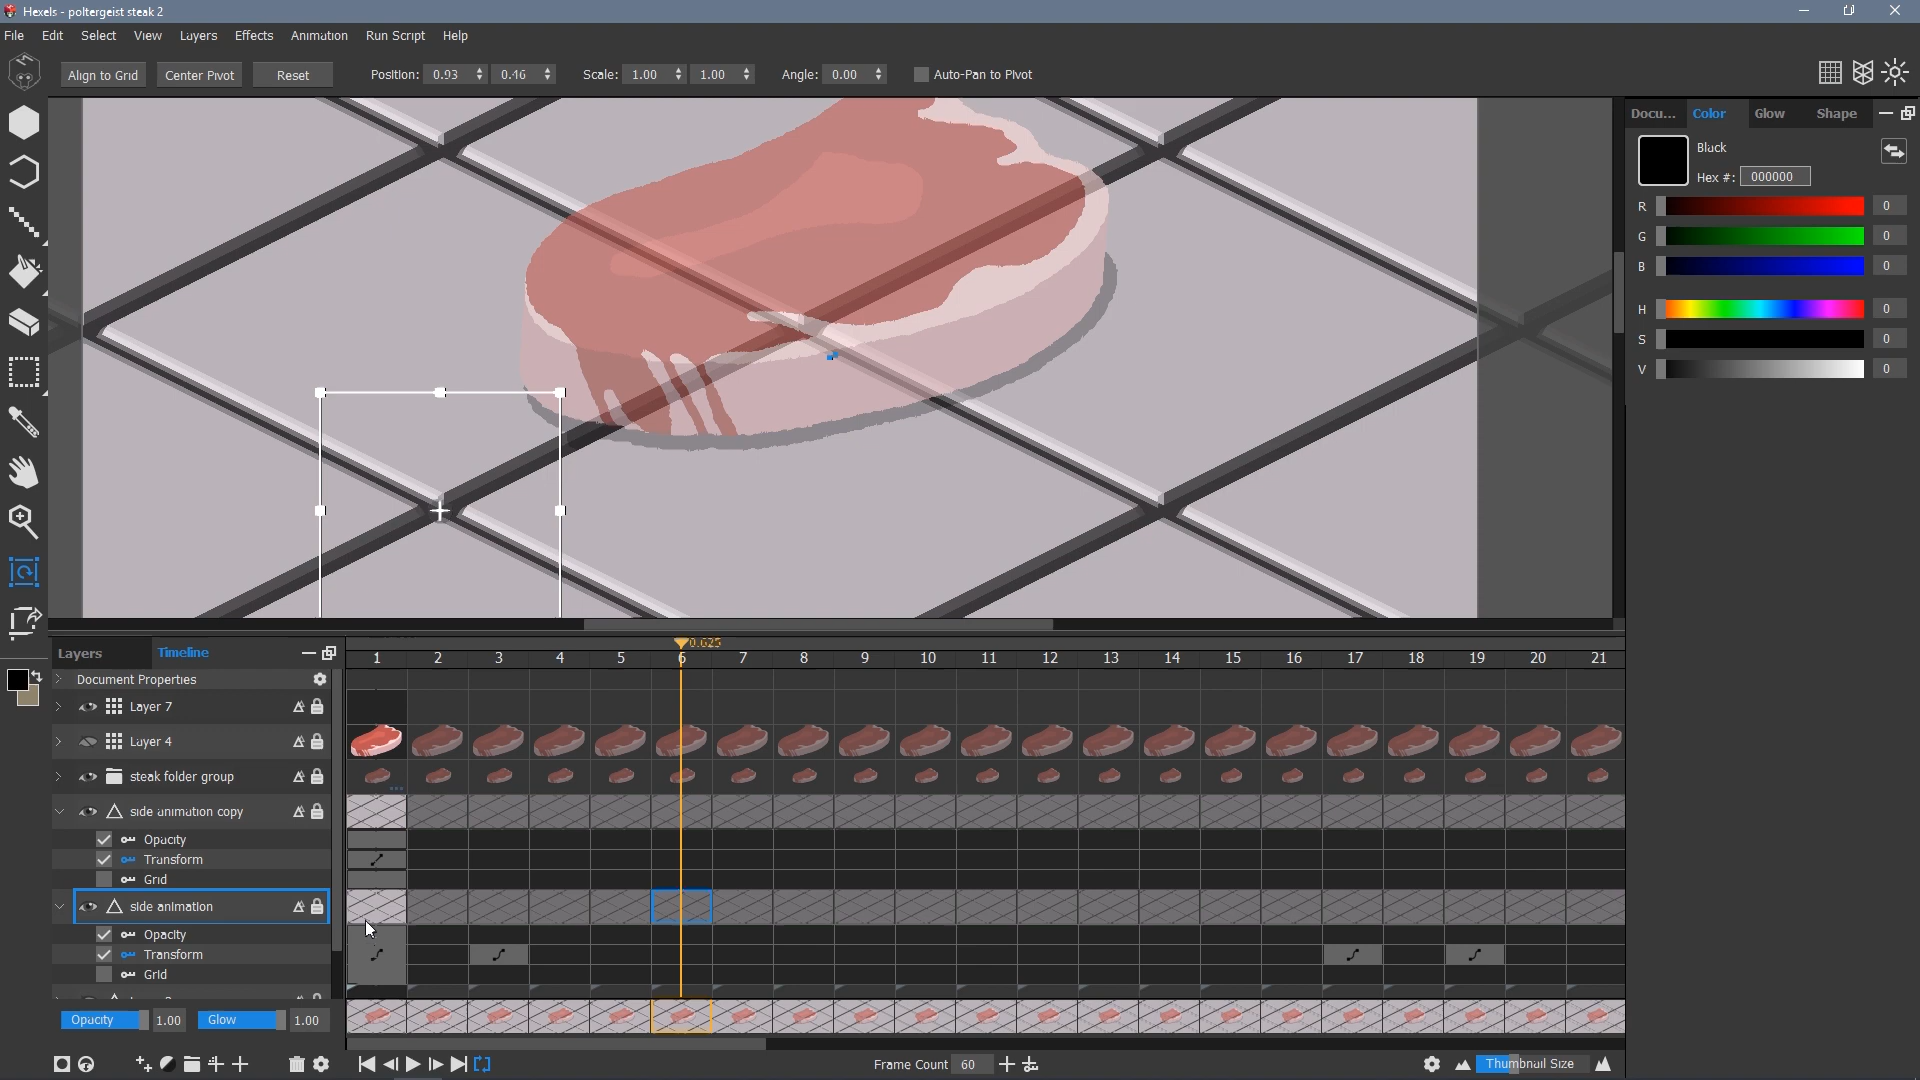 Hexels - poltergeist steak 2
File Edit Select View Layers Effects Animation Run Script Help
Align to Grid Center Pivot Reset Position: 0.93 0.46 Scale: 1.00 1.00 Angle: 0.00 Auto-Pan to Pivot
Docu... Color Glow Shape
Black
Hex #: 000000
R 0
G 0
B 0
H 0
S 0
V 0
Layers Timeline
0.625
1 2 3 4 5 6 7 8 9 10 11 12 13 14 15 16 17 18 19 20 21
Document Properties
Layer 7
Layer 4
steak folder group
side animation copy
Opacity
Transform
Grid
side animation
Opacity
Transform
Grid
Opacity 1.00 Glow 1.00
Frame Count 60 Thumbnail Size